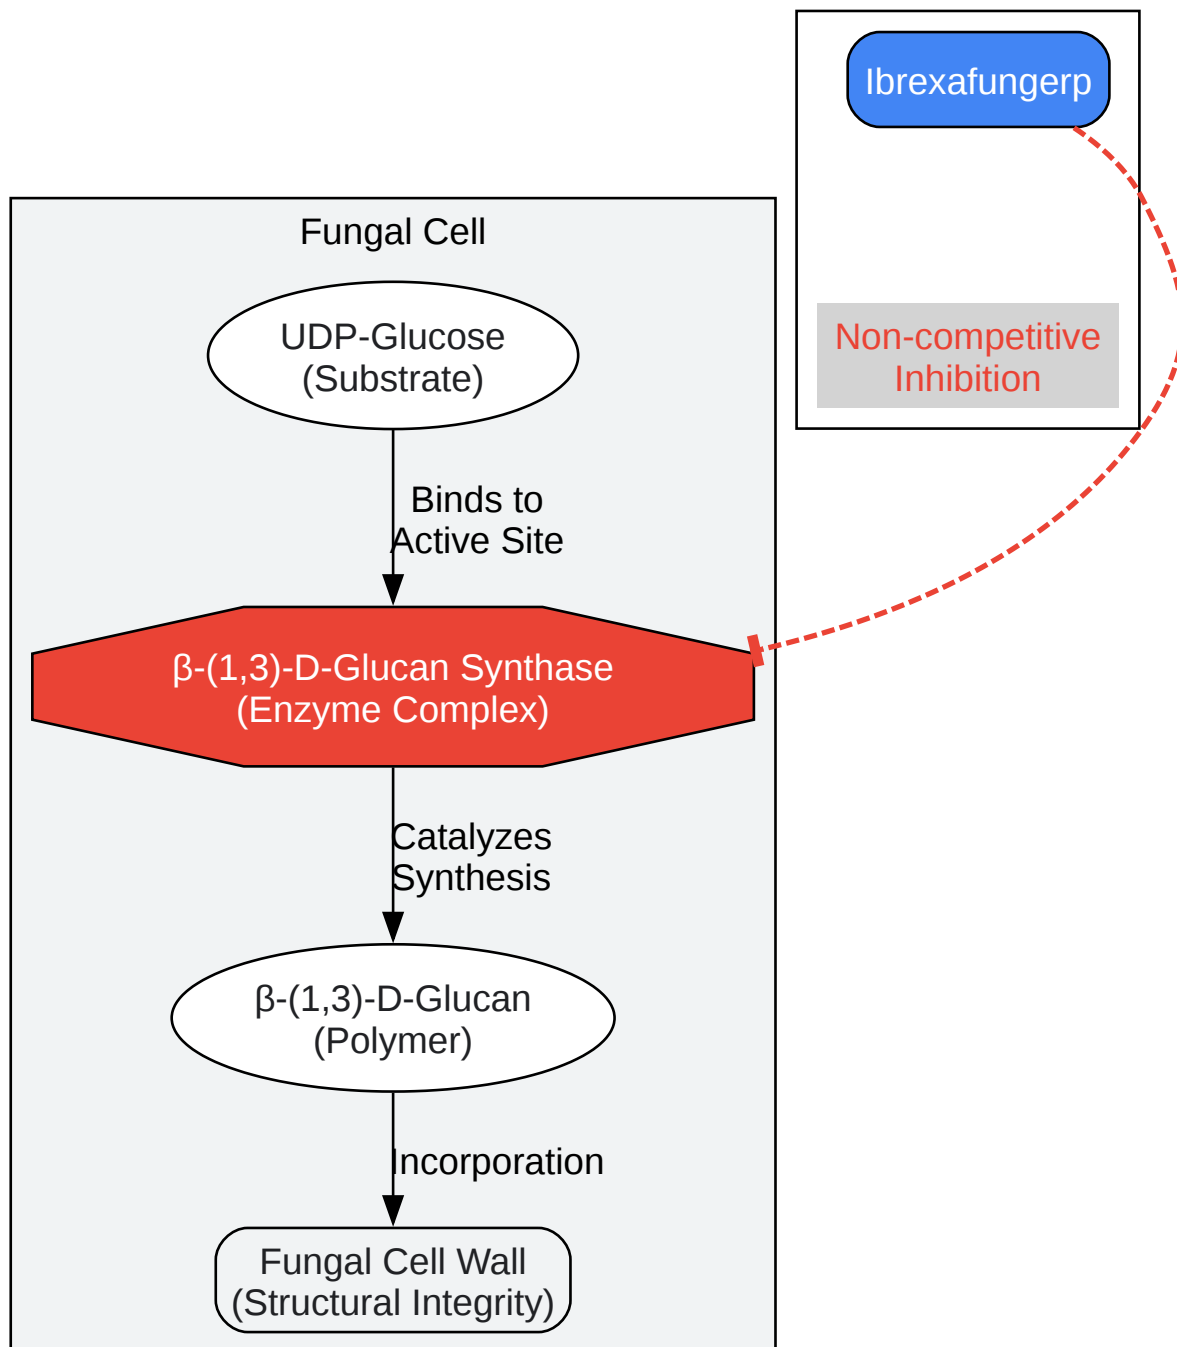 Ibrexafungerp
Non-competitive
Inhibition
Fungal Cell
UDP-Glucose
(Substrate)
Binds to
Active Site
β-(1,3)-D-Glucan Synthase
(Enzyme Complex)
Catalyzes
Synthesis
β-(1,3)-D-Glucan
(Polymer)
Incorporation
Fungal Cell Wall
(Structural Integrity)